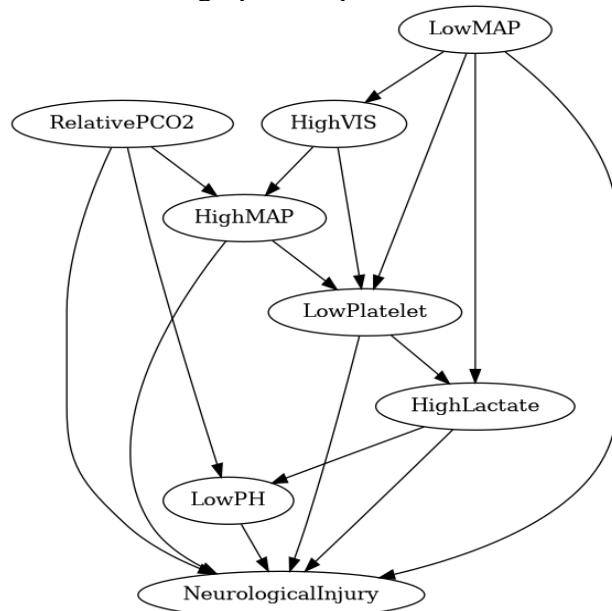 LowMAP
RelativePCO2
HighVIS
HighMAP
LowPlatelet
HighLactate
LowPH
NeurologicalInjury